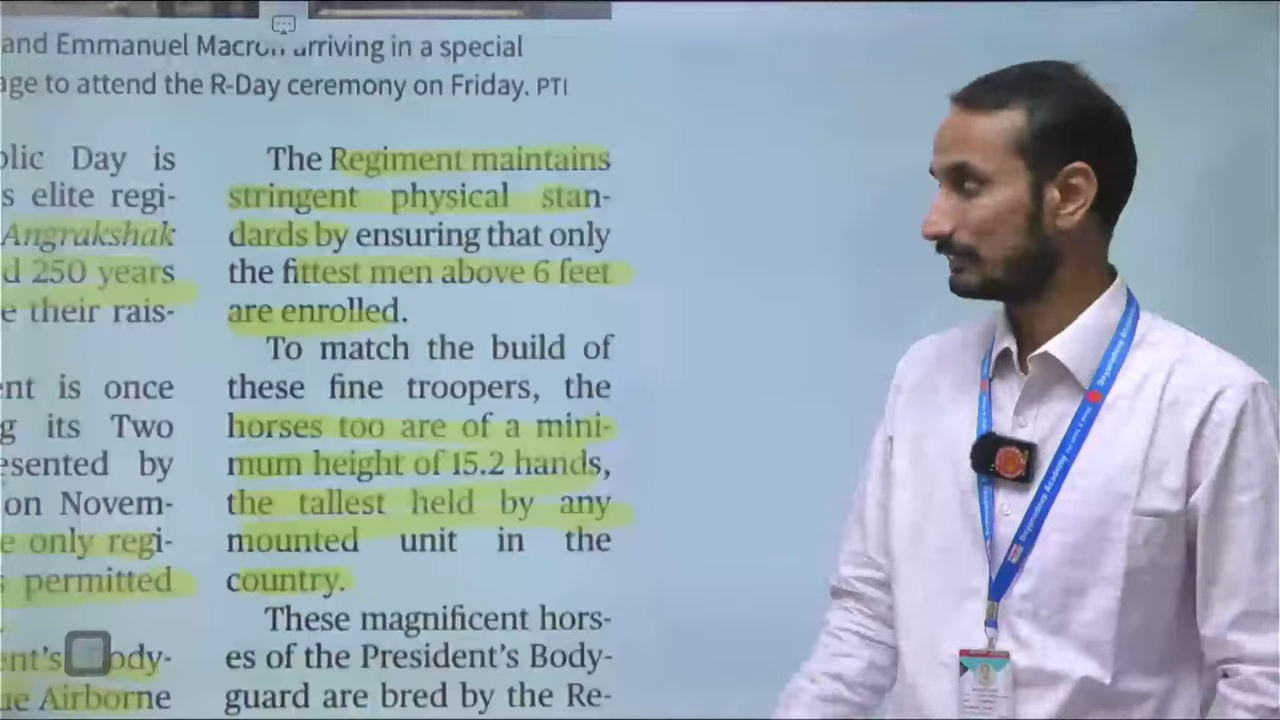 and Emmanuel Macron arriving in a special
age to attend the R-Day ceremony on Friday. PTI
blic Day is
s elite regi-
Angrakshak
d 250 years
e their rais-
ent is once
g its Two
esented by
on Novem-
e only regi-
s permitted
ent's Body-
ue Airborne
The Regiment maintains
stringent physical stan-
dards by ensuring that only
the fittest men above 6 feet
are enrolled.
To match the build of
these fine troopers, the
horses too are of a mini-
mum height of 15.2 hands,
the tallest held by any
mounted unit in the
country.
These magnificent hors-
es of the President's Body-
guard are bred by the Re-
Dnyanadeep Academy
Dnyanadeep Academy